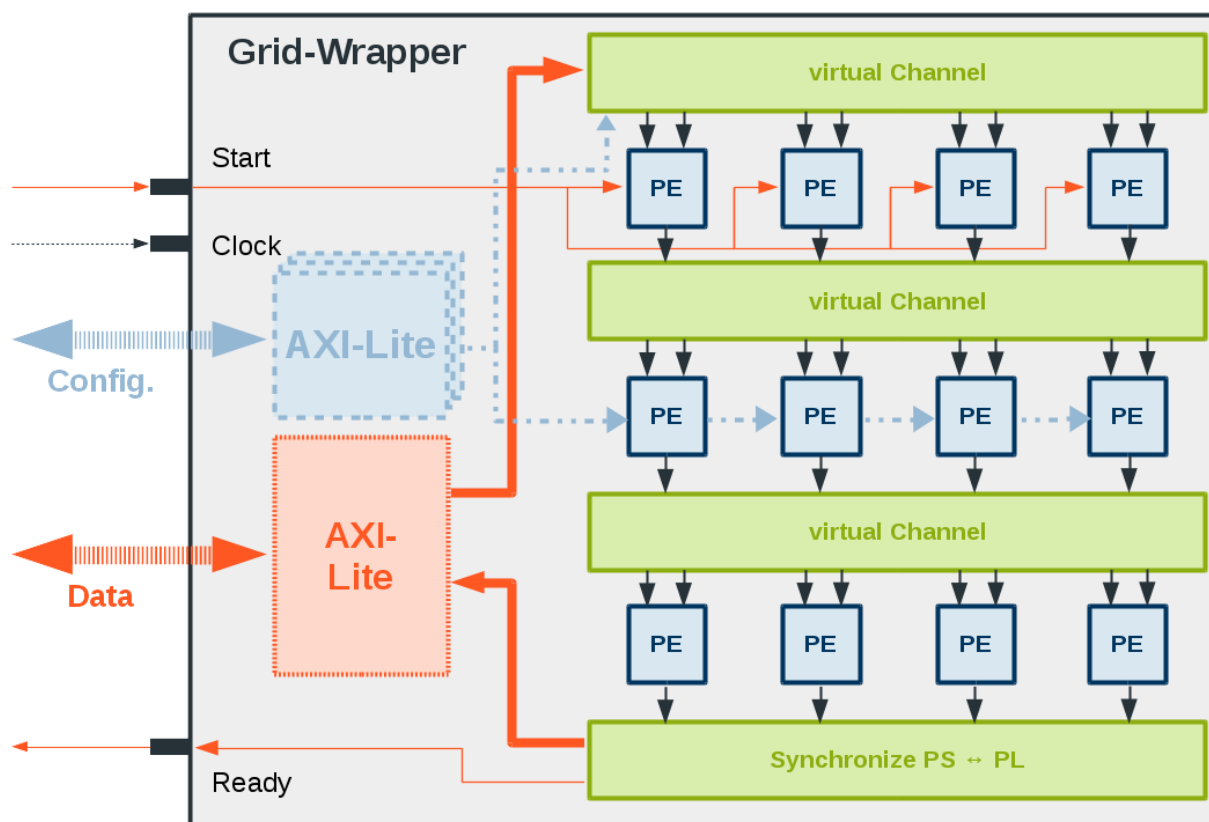 Grid-Wrapper
virtual Channel
Start
PE PE PE PE
Clock
virtual Channel
AXI-Lite
Config.
PE PE PE PE
virtual Channel
AXI-
Lite
Data
PE PE PE PE
Synchronize PS ↔ PL
Ready